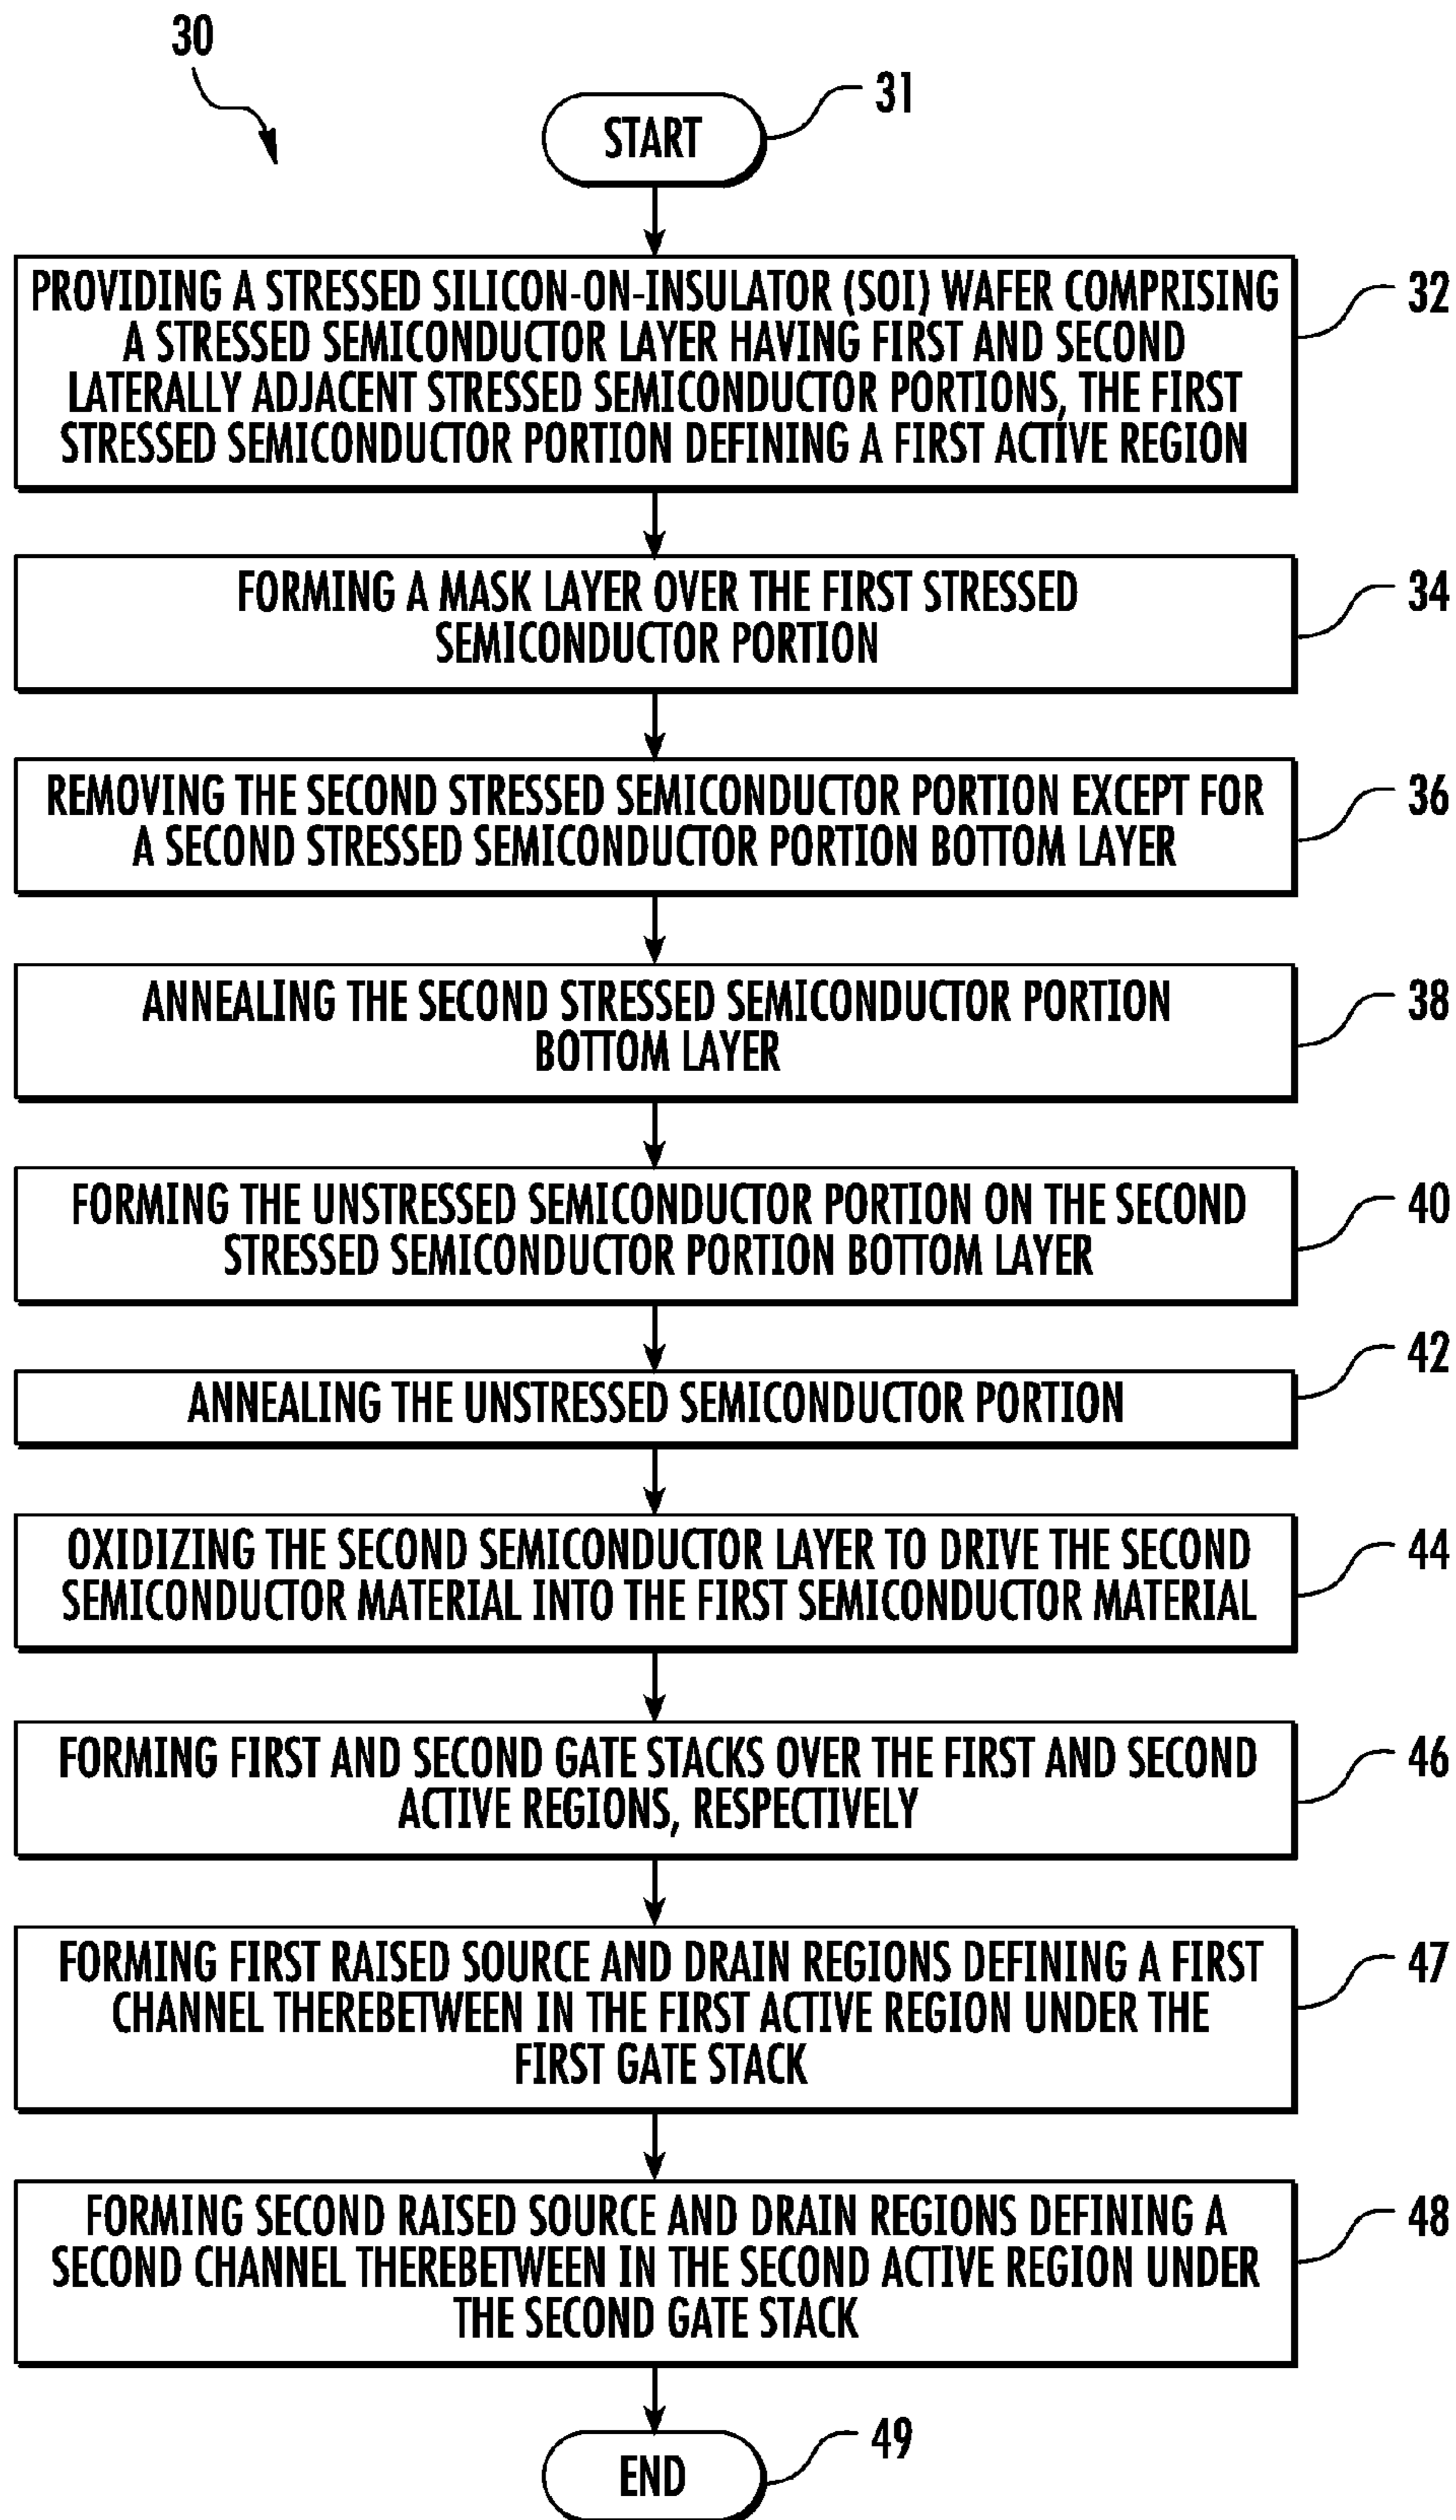 30
START
31
PROVIDING A STRESSED SILICON-ON-INSULATOR (SOI) WAFER COMPRISING
A STRESSED SEMICONDUCTOR LAYER HAVING FIRST AND SECOND
LATERALLY ADJACENT STRESSED SEMICONDUCTOR PORTIONS, THE FIRST
STRESSED SEMICONDUCTOR PORTION DEFINING A FIRST ACTIVE REGION
32
FORMING A MASK LAYER OVER THE FIRST STRESSED
SEMICONDUCTOR PORTION
34
REMOVING THE SECOND STRESSED SEMICONDUCTOR PORTION EXCEPT FOR
A SECOND STRESSED SEMICONDUCTOR PORTION BOTTOM LAYER
36
ANNEALING THE SECOND STRESSED SEMICONDUCTOR PORTION
BOTTOM LAYER
38
FORMING THE UNSTRESSED SEMICONDUCTOR PORTION ON THE SECOND
STRESSED SEMICONDUCTOR PORTION BOTTOM LAYER
40
ANNEALING THE UNSTRESSED SEMICONDUCTOR PORTION
42
OXIDIZING THE SECOND SEMICONDUCTOR LAYER TO DRIVE THE SECOND
SEMICONDUCTOR MATERIAL INTO THE FIRST SEMICONDUCTOR MATERIAL
44
FORMING FIRST AND SECOND GATE STACKS OVER THE FIRST AND SECOND
ACTIVE REGIONS, RESPECTIVELY
46
FORMING FIRST RAISED SOURCE AND DRAIN REGIONS DEFINING A FIRST
CHANNEL THEREBETWEEN IN THE FIRST ACTIVE REGION UNDER THE
FIRST GATE STACK
47
FORMING SECOND RAISED SOURCE AND DRAIN REGIONS DEFINING A
SECOND CHANNEL THEREBETWEEN IN THE SECOND ACTIVE REGION UNDER
THE SECOND GATE STACK
48
END
49